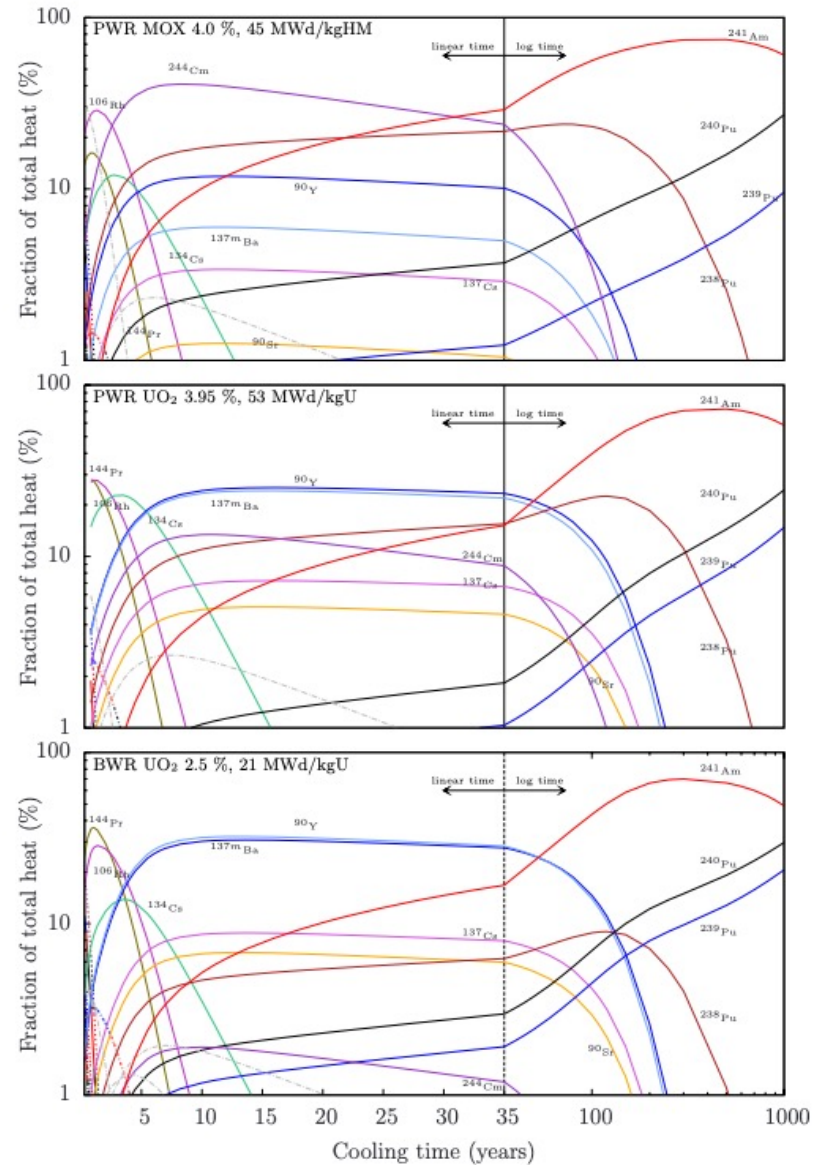 100
PWR MOX 4.0 %, 45 MWd/kgHM
linear time
log time
²⁴¹Am
²⁴⁴Cm
¹⁰⁶Rh
²⁴⁰Pu
⁹⁰Y
²³⁹Pu
¹³⁷ᵐBa
¹³⁴Cs
¹³⁷Cs
²³⁸Pu
¹⁴⁴Pr
⁹⁰Sr
10
1
Fraction of total heat (%)
100
PWR UO₂ 3.95 %, 53 MWd/kgU
linear time
log time
²⁴¹Am
¹⁴⁴Pr
⁹⁰Y
²⁴⁰Pu
¹⁰⁶Rh
¹³⁷ᵐBa
¹³⁴Cs
²⁴⁴Cm
²³⁹Pu
¹³⁷Cs
²³⁸Pu
⁹⁰Sr
10
1
Fraction of total heat (%)
100
BWR UO₂ 2.5 %, 21 MWd/kgU
linear time
log time
²⁴¹Am
¹⁴⁴Pr
⁹⁰Y
¹³⁷ᵐBa
²⁴⁰Pu
¹⁰⁶Rh
¹³⁴Cs
¹³⁷Cs
²³⁹Pu
²³⁸Pu
⁹⁰Sr
²⁴⁴Cm
10
1
Fraction of total heat (%)
5 10 15 20 25 30 35 100 1000
Cooling time (years)